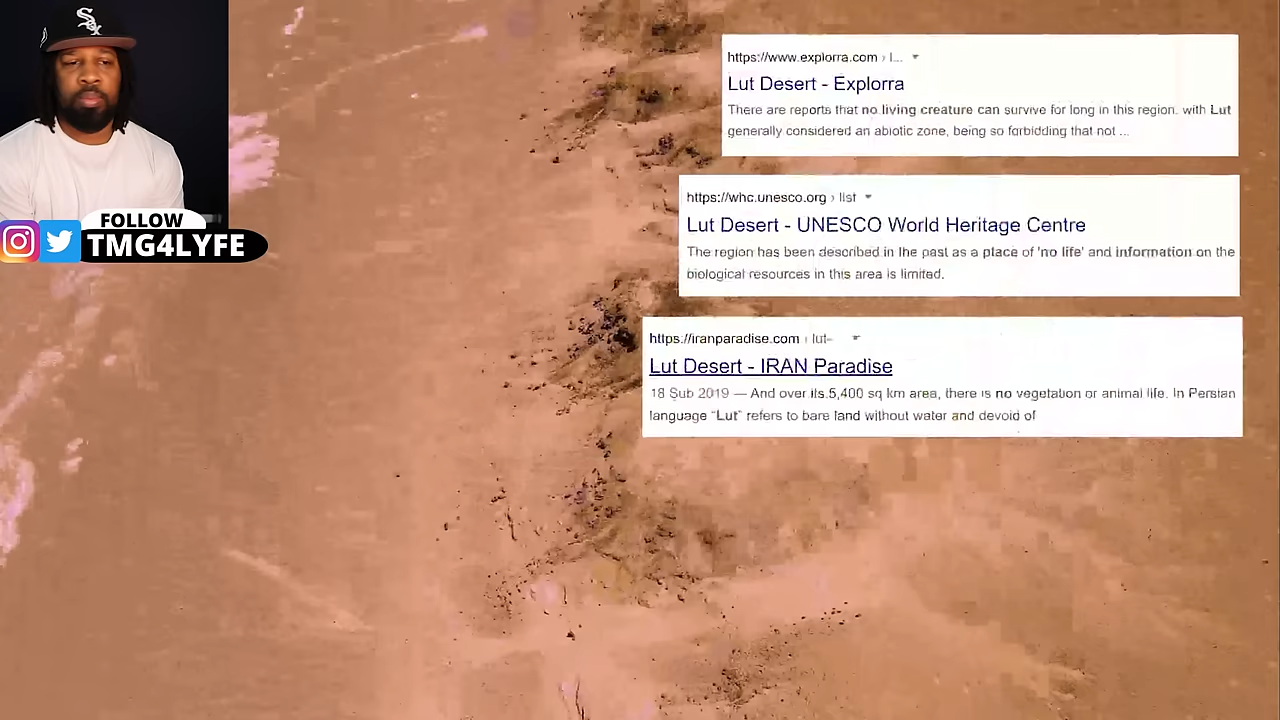 FOLLOW
TMG4LYFE
https://www.explorra.com › l...
Lut Desert - Explorra
There are reports that no living creature can survive for long in this region. with Lut
generally considered an abiotic zone, being so forbidding that not ...
https://whc.unesco.org › list
Lut Desert - UNESCO World Heritage Centre
The region has been described in the past as a place of 'no life' and information on the
biological resources in this area is limited.
https://iranparadise.com › lut-
Lut Desert - IRAN Paradise
18 Sub 2019 — And over its 5,400 sq km area, there is no vegetation or animal life. In Persian
language “Lut” refers to bare land without water and devoid of